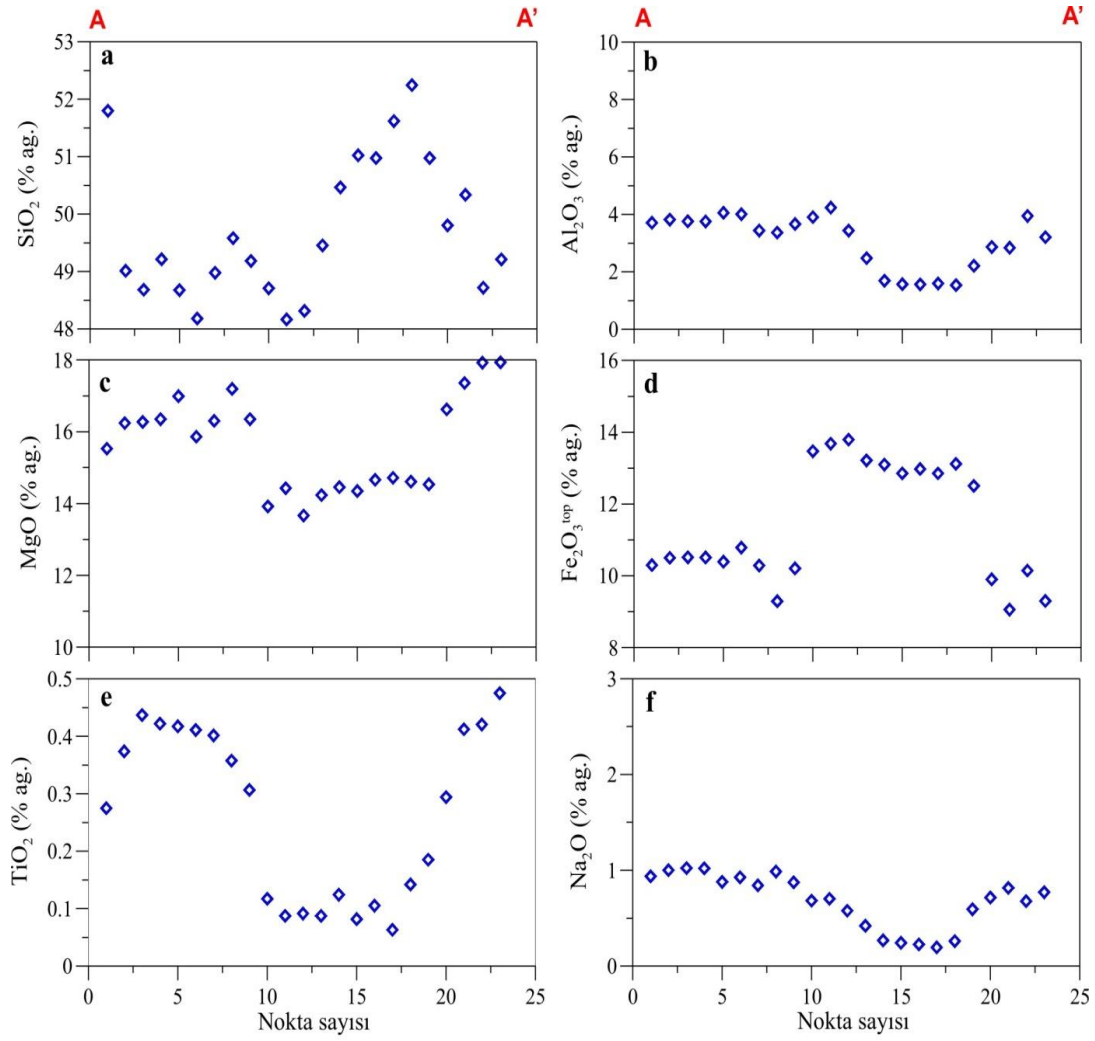 A A' A A'
a
53
52
51
50
49
48
SiO₂ (% ag.)
b
10
8
6
4
2
0
Al₂O₃ (% ag.)
c
18
16
14
12
10
MgO (% ag.)
d
16
14
12
10
8
Fe₂O₃ᵗᵒᵖ (% ag.)
e
0.5
0.4
0.3
0.2
0.1
0
TiO₂ (% ag.)
0 5 10 15 20 25
Nokta sayısı
f
3
2
1
0
Na₂O (% ag.)
0 5 10 15 20 25
Nokta sayısı